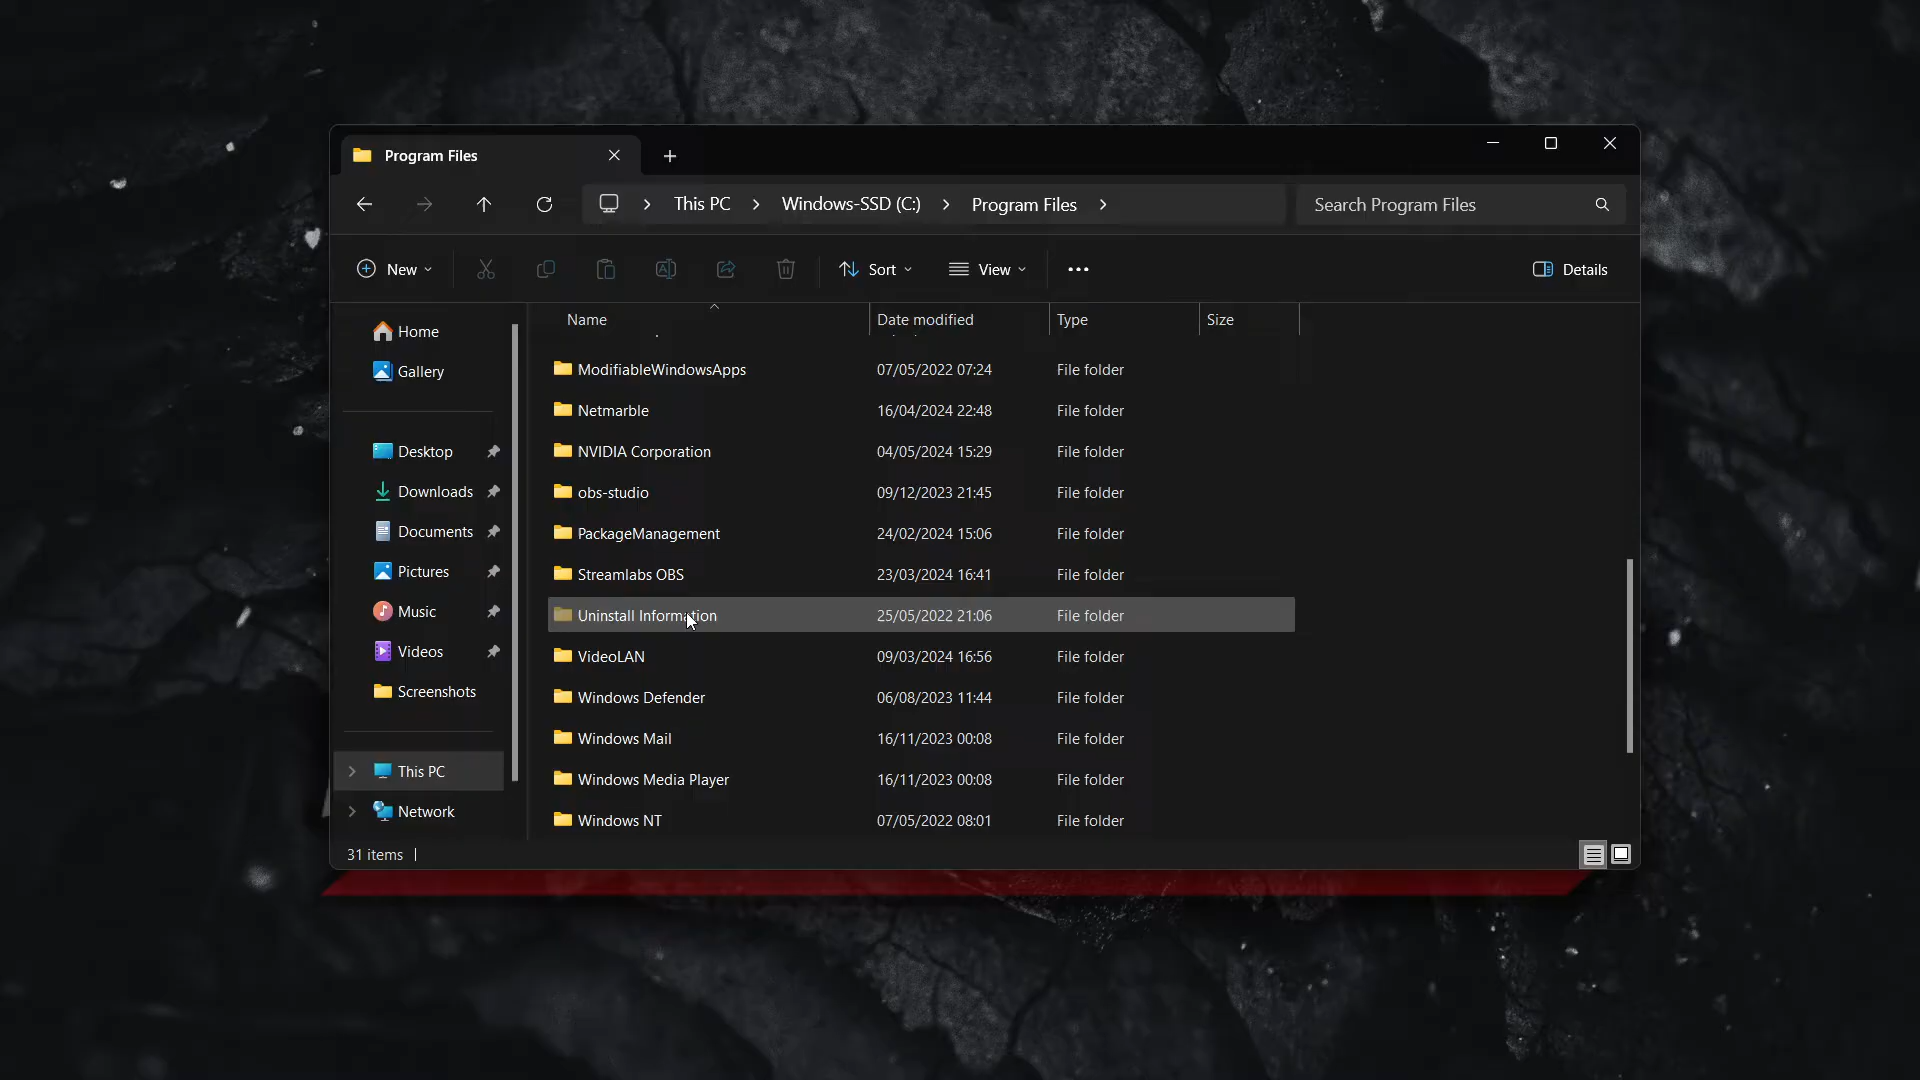 Program Files
This PC Windows-SSD (C:) Program Files Search Program Files
New Sort View Details
Name Date modified Type Size
Home
Gallery
Desktop
Downloads
Documents
Pictures
Music
Videos
Screenshots
This PC
Network
ModifiableWindowsApps 07/05/2022 07:24 File folder
Netmarble 16/04/2024 22:48 File folder
NVIDIA Corporation 04/05/2024 15:29 File folder
obs-studio 09/12/2023 21:45 File folder
PackageManagement 24/02/2024 15:06 File folder
Streamlabs OBS 23/03/2024 16:41 File folder
Uninstall Information 25/05/2022 21:06 File folder
VideoLAN 09/03/2024 16:56 File folder
Windows Defender 06/08/2023 11:44 File folder
Windows Mail 16/11/2023 00:08 File folder
Windows Media Player 16/11/2023 00:08 File folder
Windows NT 07/05/2022 08:01 File folder
31 items